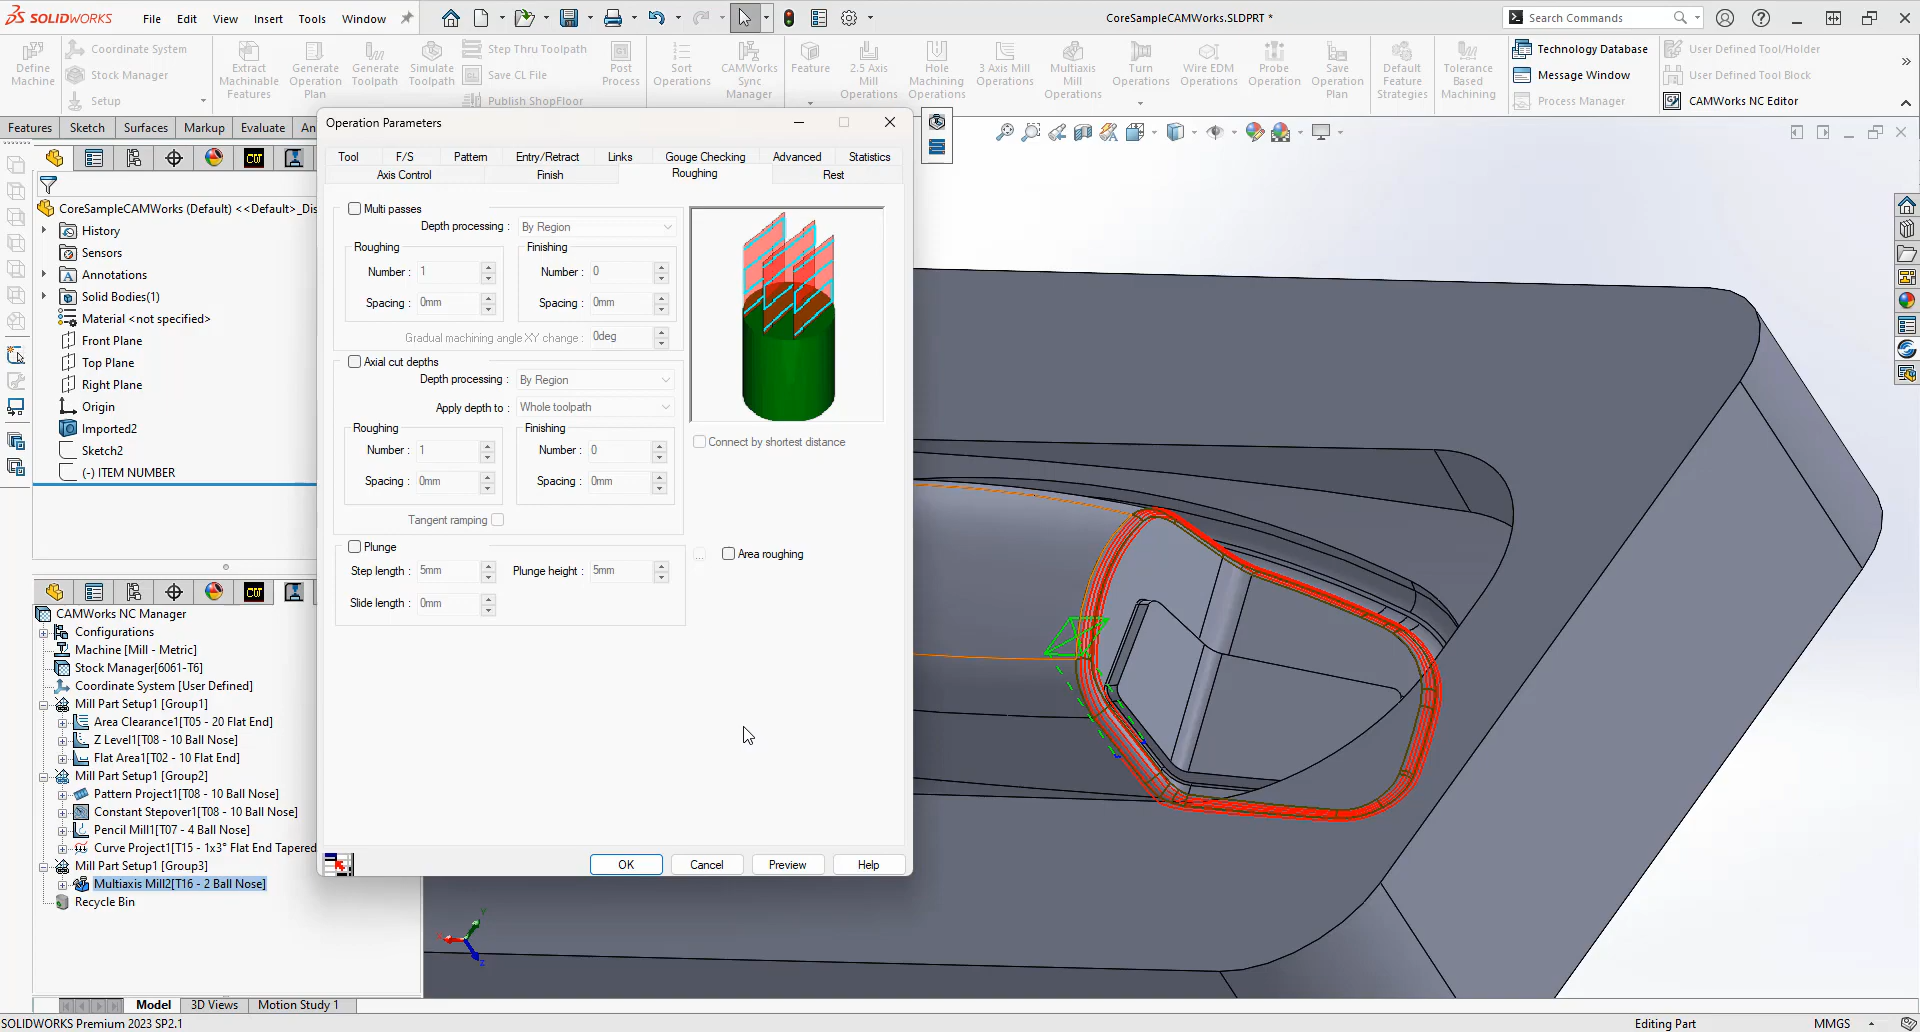 SOLIDWORKS
File Edit View Insert Tools Window
CoreSampleCAMWorks.SLDPRT *
Search Commands
Define Machine
Coordinate System
Stock Manager
Setup
Extract Machinable Features
Generate Operation Plan
Generate Toolpath
Simulate Toolpath
Step Thru Toolpath
Save CL File
Publish ShopFloor
Post Process
Sort Operations
CAMWorks Sync Manager
Feature
2.5 Axis Mill Operations
Hole Machining Operations
3 Axis Mill Operations
Multiaxis Mill Operations
Turn Operations
Wire EDM Operations
Probe Operation
Save Operation Plan
Default Feature Strategies
Tolerance Based Machining
Technology Database
Message Window
Process Manager
User Defined Tool/Holder
User Defined Tool Block
CAMWorks NC Editor
Features Sketch Surfaces Markup Evaluate An
CoreSampleCAMWorks (Default) <<Default>_Dis
History
Sensors
Annotations
Solid Bodies(1)
Material <not specified>
Front Plane
Top Plane
Right Plane
Origin
Imported2
Sketch2
(-) ITEM NUMBER
CAMWorks NC Manager
Configurations
Machine [Mill - Metric]
Stock Manager[6061-T6]
Coordinate System [User Defined]
Mill Part Setup1 [Group1]
Area Clearance1[T05 - 20 Flat End]
Z Level1[T08 - 10 Ball Nose]
Flat Area1[T02 - 10 Flat End]
Mill Part Setup1 [Group2]
Pattern Project1[T08 - 10 Ball Nose]
Constant Stepover1[T08 - 10 Ball Nose]
Pencil Mill1[T07 - 4 Ball Nose]
Curve Project1[T15 - 1x3° Flat End Tapered
Mill Part Setup1 [Group3]
Multiaxis Mill2[T16 - 2 Ball Nose]
Recycle Bin
Operation Parameters
Tool F/S Pattern Entry/Retract Links Gouge Checking Advanced Statistics
Axis Control Finish Roughing Rest
Multi passes
Depth processing : By Region
Roughing Finishing
Number : 1 Number : 0
Spacing : 0mm Spacing : 0mm
Gradual machining angle XY change : 0deg
Axial cut depths
Depth processing : By Region
Apply depth to : Whole toolpath
Roughing Finishing
Number : 1 Number : 0
Spacing : 0mm Spacing : 0mm
Tangent ramping
Connect by shortest distance
Plunge
Step length : 5mm Plunge height : 5mm
Slide length : 0mm
... Area roughing
OK Cancel Preview Help
Y
Z
Model 3D Views Motion Study 1
SOLIDWORKS Premium 2023 SP2.1
Editing Part MMGS